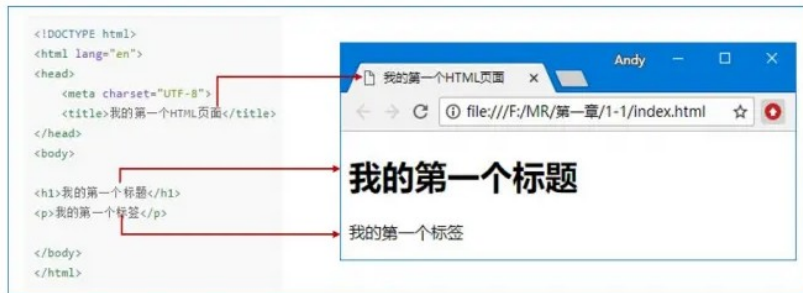 <!DOCTYPE html>
<html lang="en">
<head>
<meta charset="UTF-8">
<title>我的第一个HTML页面</title>
</head>
<body>
<h1>我的第一个标题</h1>
<p>我的第一个标签</p>
</body>
</html>
Andy
我的第一个HTML页面
file:///F:/MR/第一章/1-1/index.html
我的第一个标题
我的第一个标签